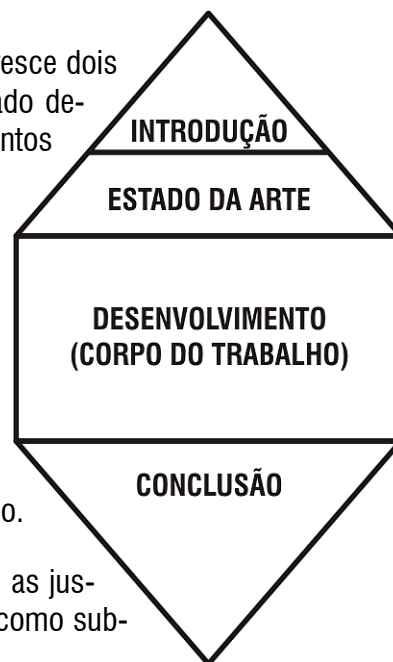 esce dois
ado de-
ntos
INTRODUÇÃO
ESTADO DA ARTE
DESENVOLVIMENTO
(CORPO DO TRABALHO)
CONCLUSÃO
o.
as jus-
como sub-